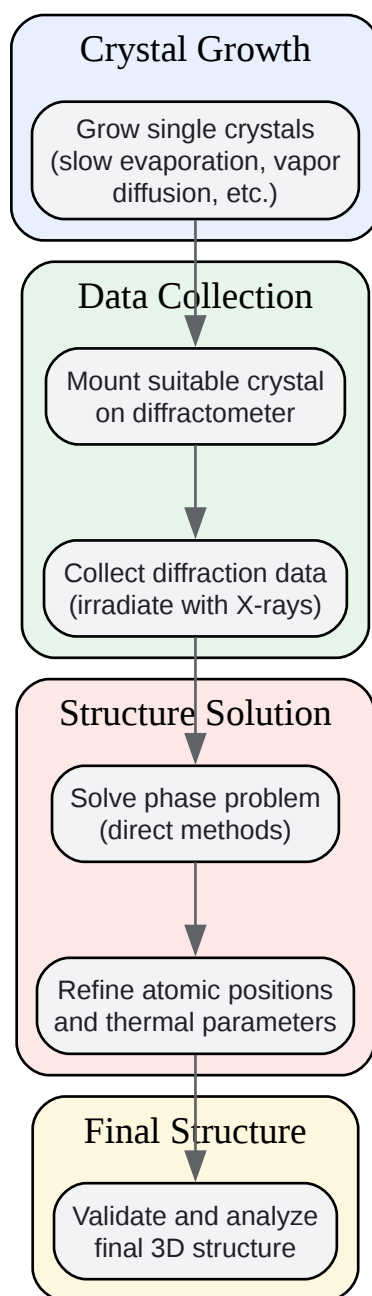 Crystal Growth
Grow single crystals
(slow evaporation, vapor
diffusion, etc.)
Data Collection
Mount suitable crystal
on diffractometer
Collect diffraction data
(irradiate with X-rays)
Structure Solution
Solve phase problem
(direct methods)
Refine atomic positions
and thermal parameters
Final Structure
Validate and analyze
final 3D structure